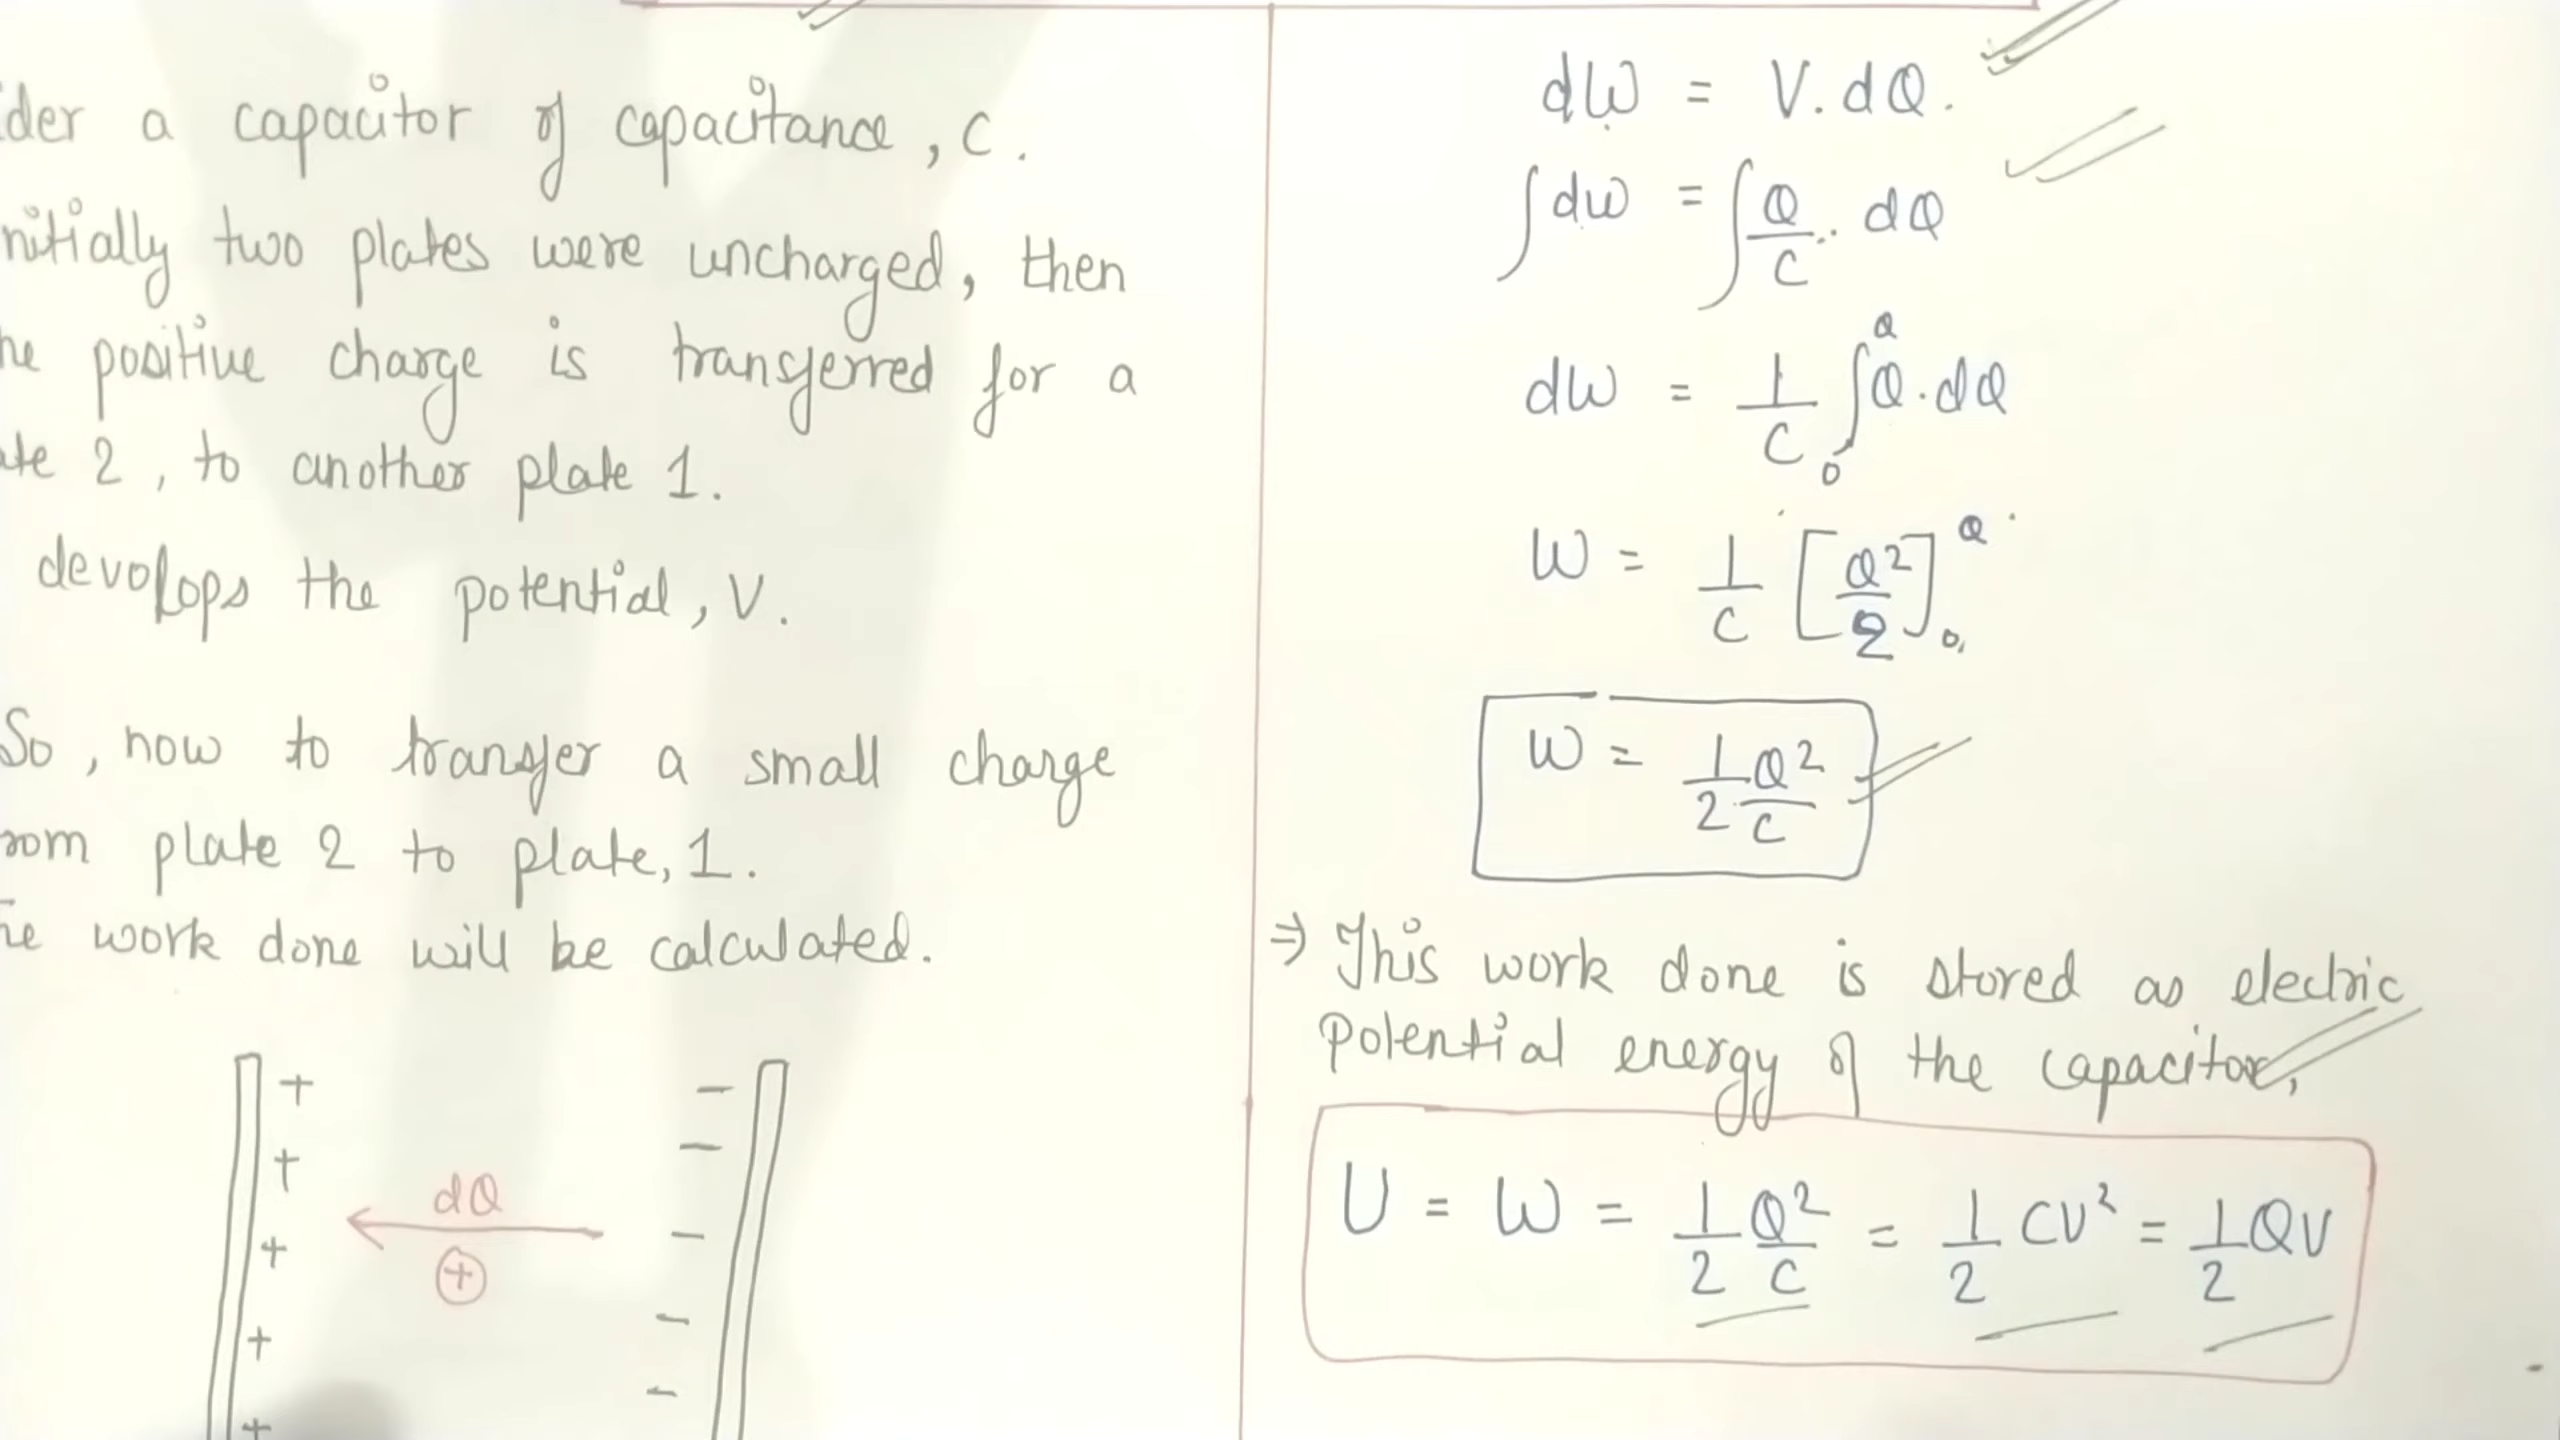 der a capacitor of capacitance, C.
nitially two plates were uncharged, then
he positive charge is transferred for a
ate 2, to another plate 1.
devolops the potential, V.
So, now to transfer a small charge
rom plate 2 to plate, 1.
he work done will be calculated.
+ −
+ −
dQ
+ −
⊕
+ −
+ −
dW = V. dQ.
∫dw = ∫ Q/C . dQ
dW = 1/C ₀∫^Q Q.dQ
W = 1/C [Q²/2]₀^Q
W = 1/2 Q²/C
⇒ This work done is stored as electric
Potential energy of the capacitor,
U = W = 1/2 Q²/C = 1/2 CV² = 1/2 QV